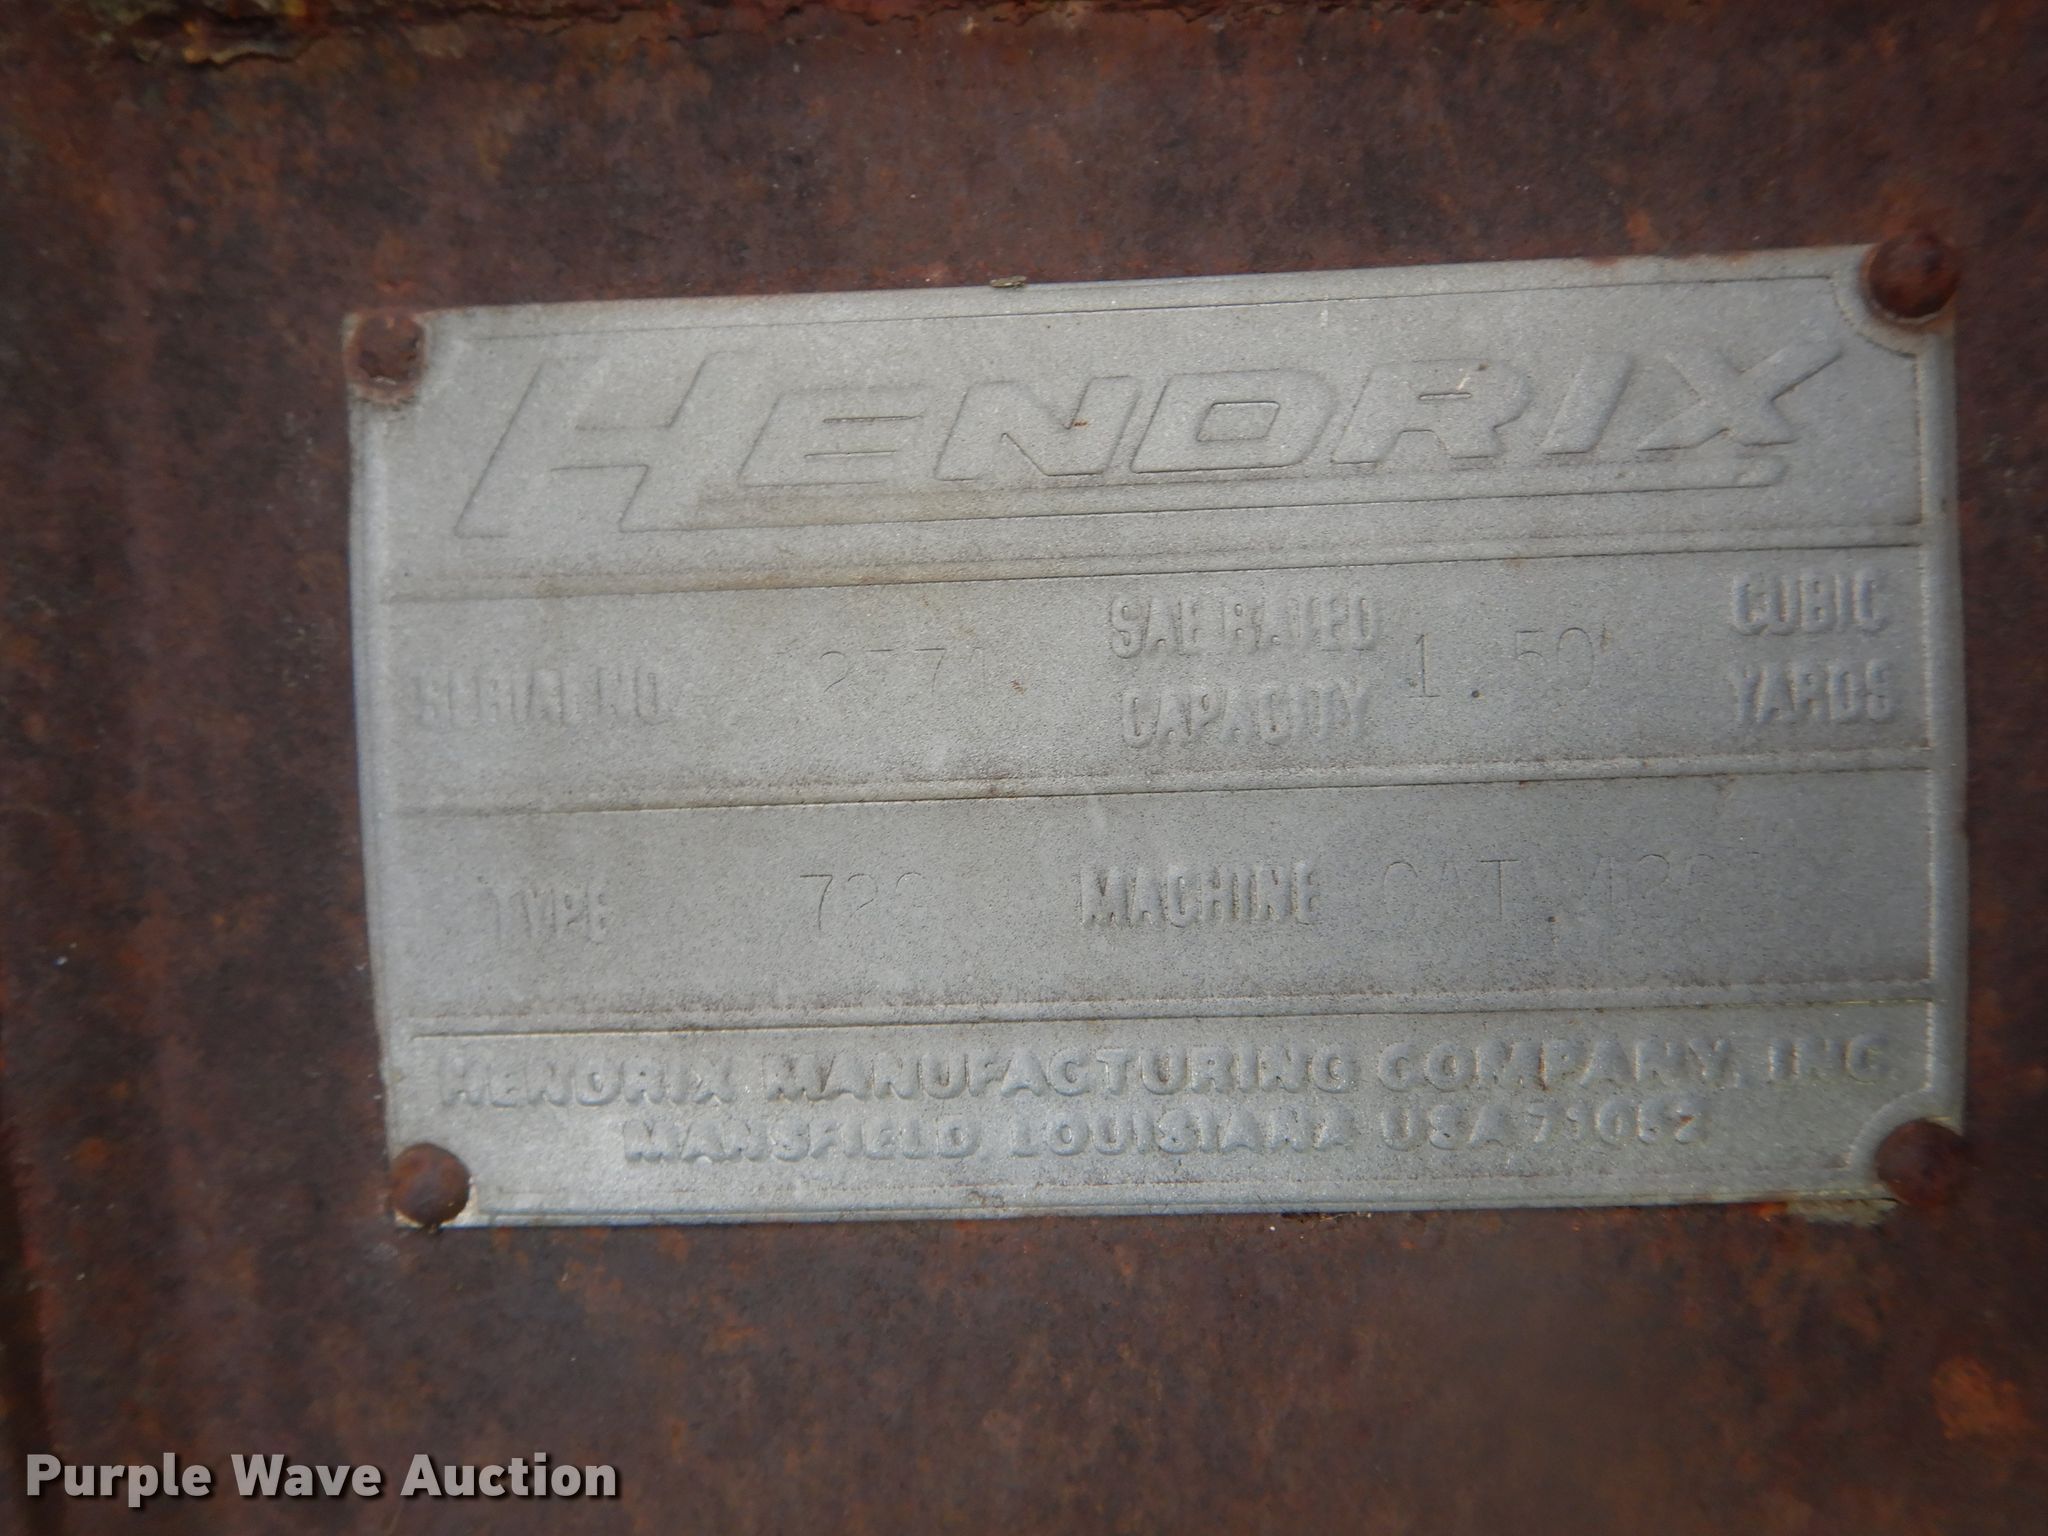 HENDRIX
SERIAL NO.
SAE RATED CAPACITY 1.50 CUBIC YARDS
TYPE
MACHINE CAT
HENDRIX MANUFACTURING COMPANY, INC.
MANSFIELD, LOUISIANA USA 71052
Purple Wave Auction